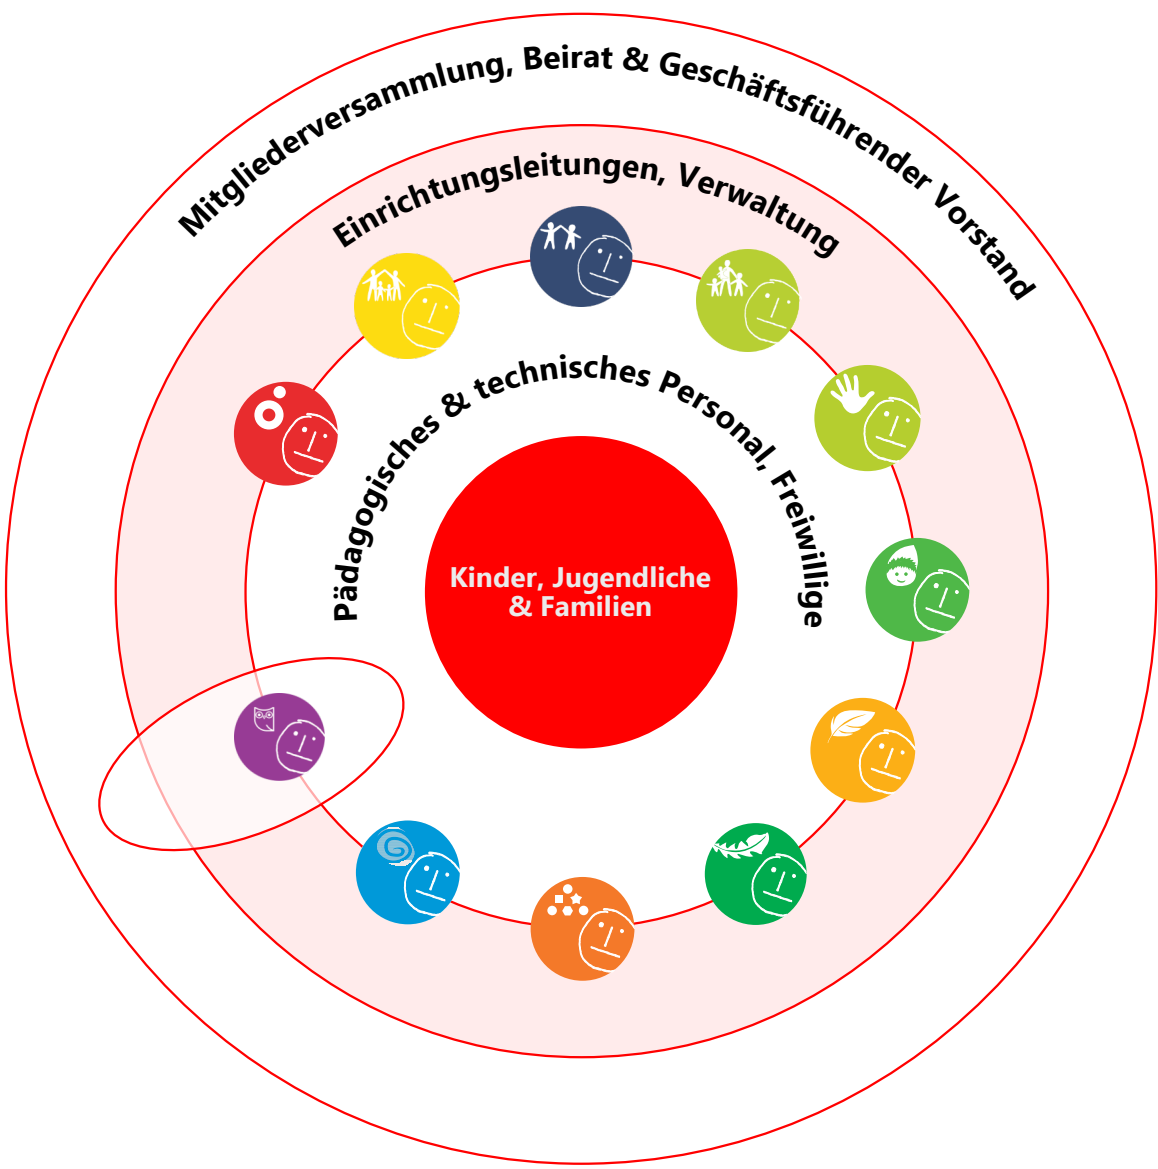 Mitgliederversammlung, Beirat & Geschäftsführender Vorstand
Einrichtungsleitungen, Verwaltung
Pädagogisches & technisches Personal, Freiwillige
Kinder, Jugendliche
& Familien